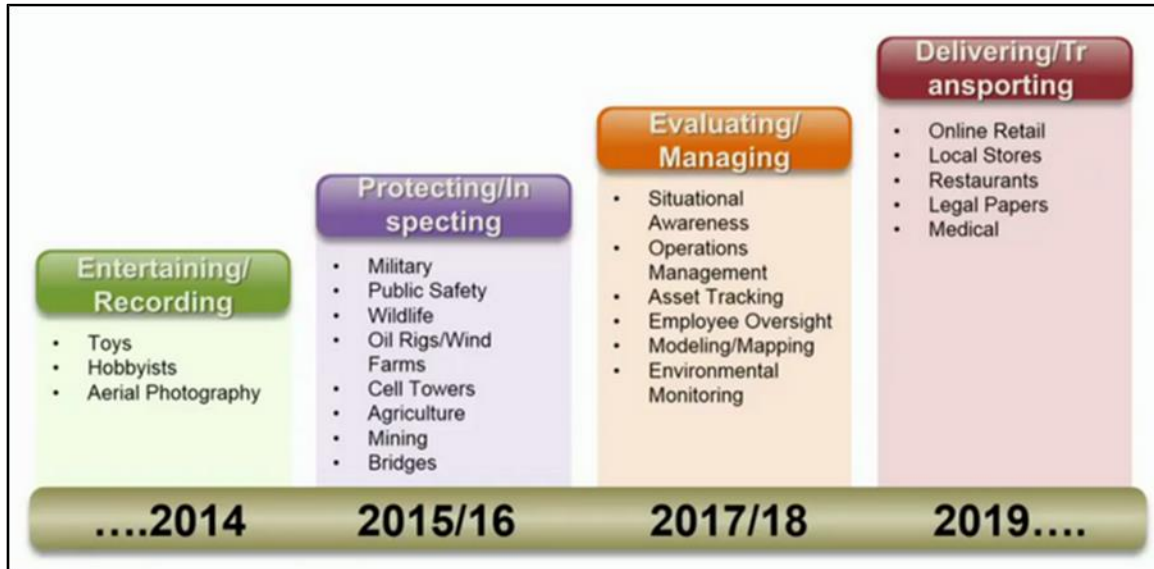 Entertaining/
Recording
• Toys
• Hobbyists
• Aerial Photography
Protecting/In
specting
• Military
• Public Safety
• Wildlife
• Oil Rigs/Wind
Farms
• Cell Towers
• Agriculture
• Mining
• Bridges
Evaluating/
Managing
• Situational
Awareness
• Operations
Management
• Asset Tracking
• Employee Oversight
• Modeling/Mapping
• Environmental
Monitoring
Delivering/Tr
ansporting
• Online Retail
• Local Stores
• Restaurants
• Legal Papers
• Medical
....2014 2015/16 2017/18 2019....